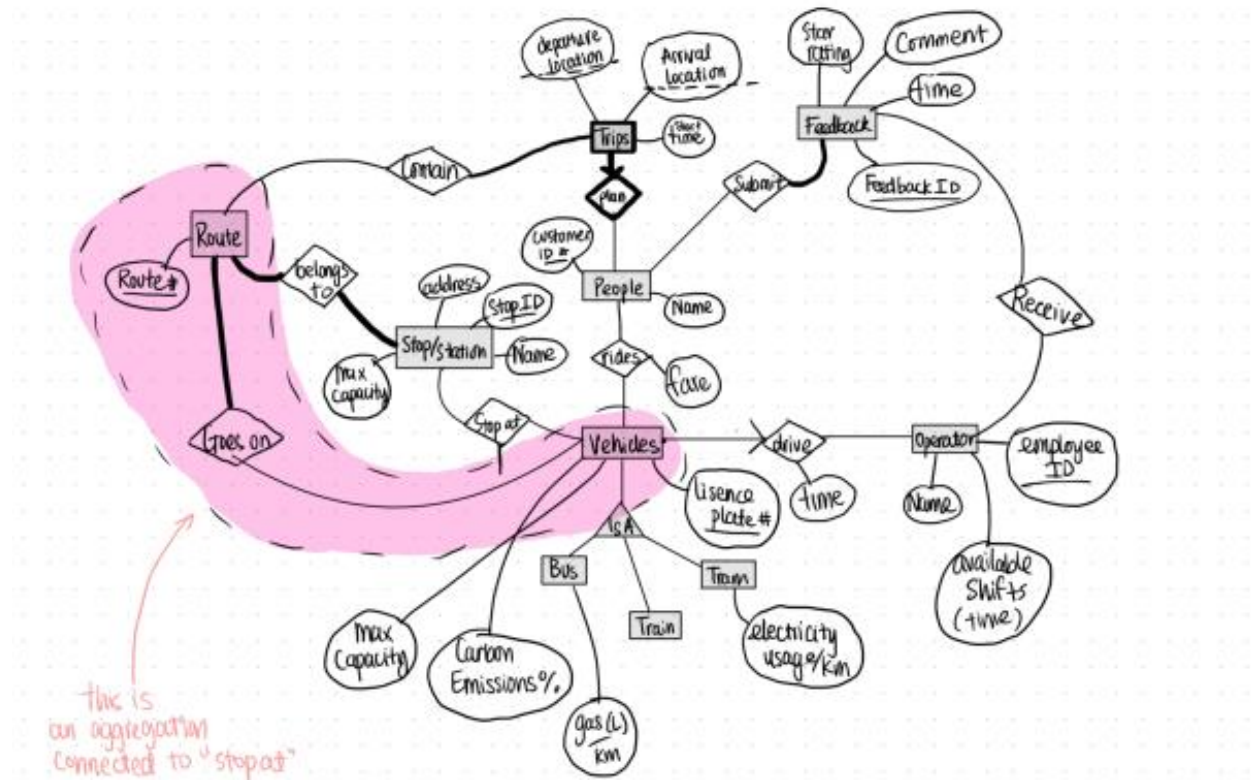 departure
location
Arrival
location
Trips
Start
time
Contain
plan
Star
rating
Comment
time
Feedback
Feedback ID
Submit
Route
Route#
belongs
to
address
Stop ID
Stop/station
Name
max
capacity
customer
ID #
People
Name
rides
fare
Receive
Goes on
Stop at
Vehicles
drive
time
Operator
employee
ID
Name
available
Shifts
(time)
lisence
plate #
IsA
Bus
Train
Tram
max
Capacity
Carbon
Emissions%
gas(L)
km
electricity
usage/km
this is
an aggregation
connected to "stop at"